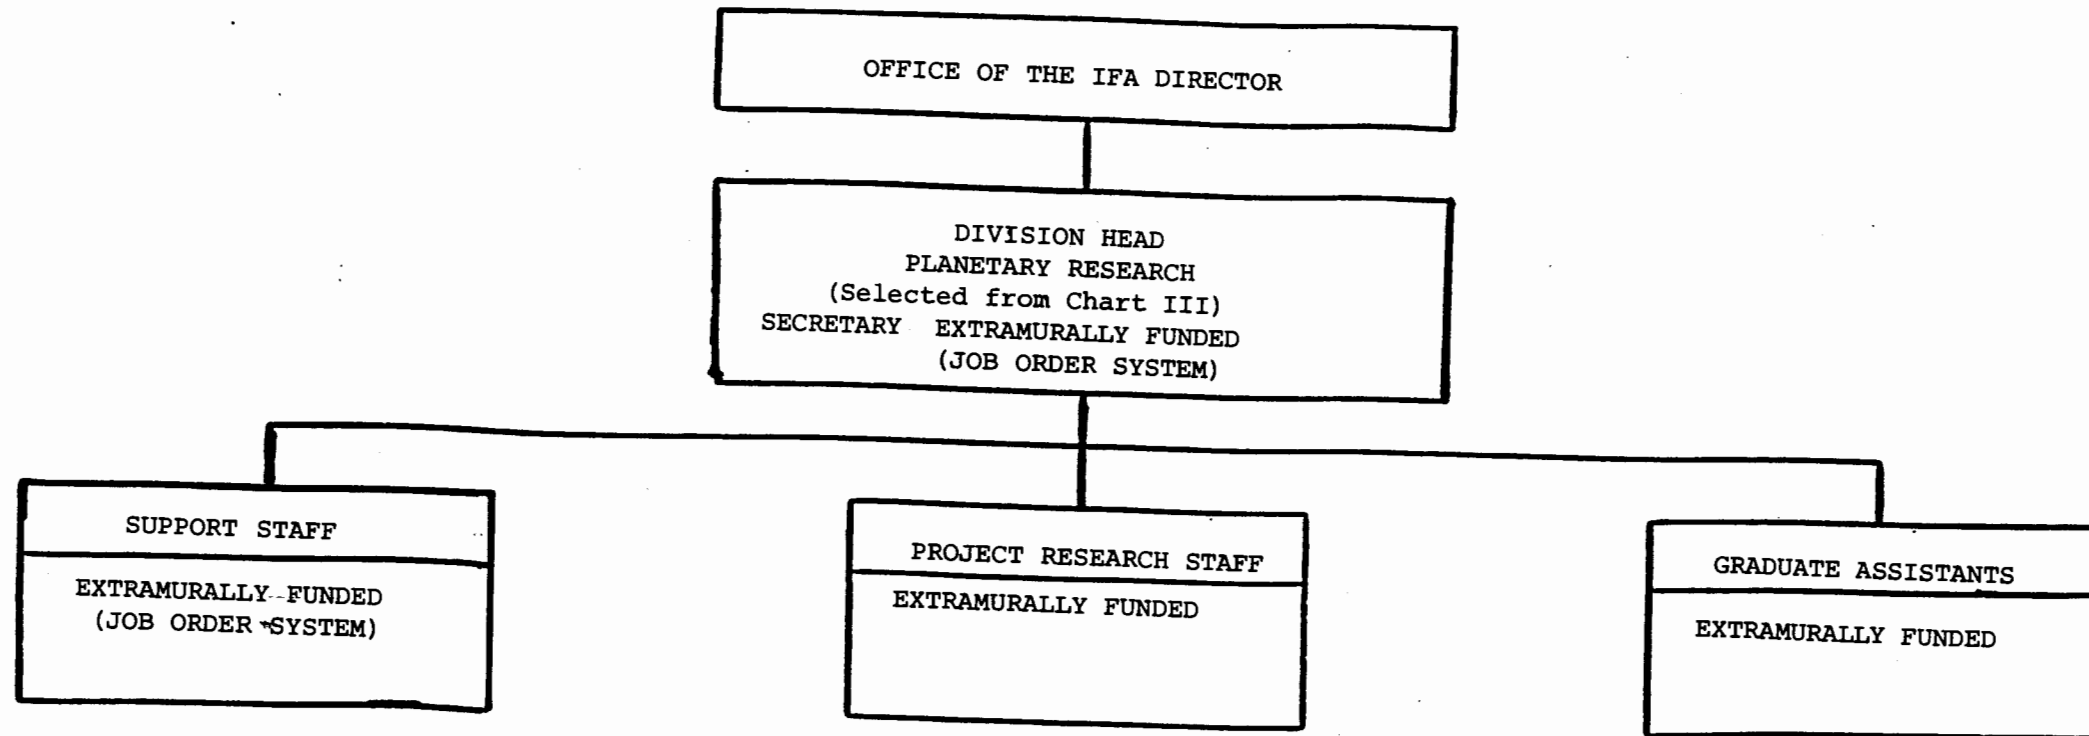 OFFICE OF THE IFA DIRECTOR
DIVISION HEAD
PLANETARY RESEARCH
(Selected from Chart III)
SECRETARY EXTRAMURALLY FUNDED
(JOB ORDER SYSTEM)
SUPPORT STAFF
EXTRAMURALLY FUNDED
(JOB ORDER SYSTEM)
PROJECT RESEARCH STAFF
EXTRAMURALLY FUNDED
GRADUATE ASSISTANTS
EXTRAMURALLY FUNDED